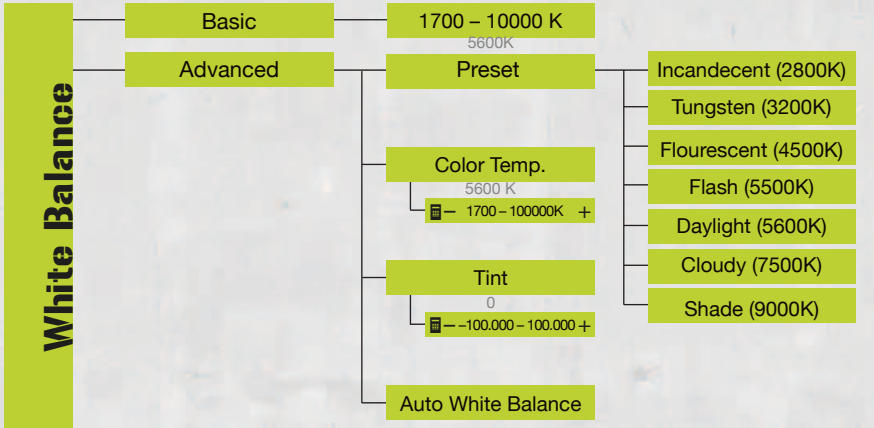 White Balance
Basic
1700 – 10000 K
5600K
Advanced
Preset
Incandecent (2800K)
Tungsten (3200K)
Flourescent (4500K)
Flash (5500K)
Daylight (5600K)
Cloudy (7500K)
Shade (9000K)
Color Temp.
5600 K
− 1700 – 100000K +
Tint
0
− -100.000 – 100.000 +
Auto White Balance